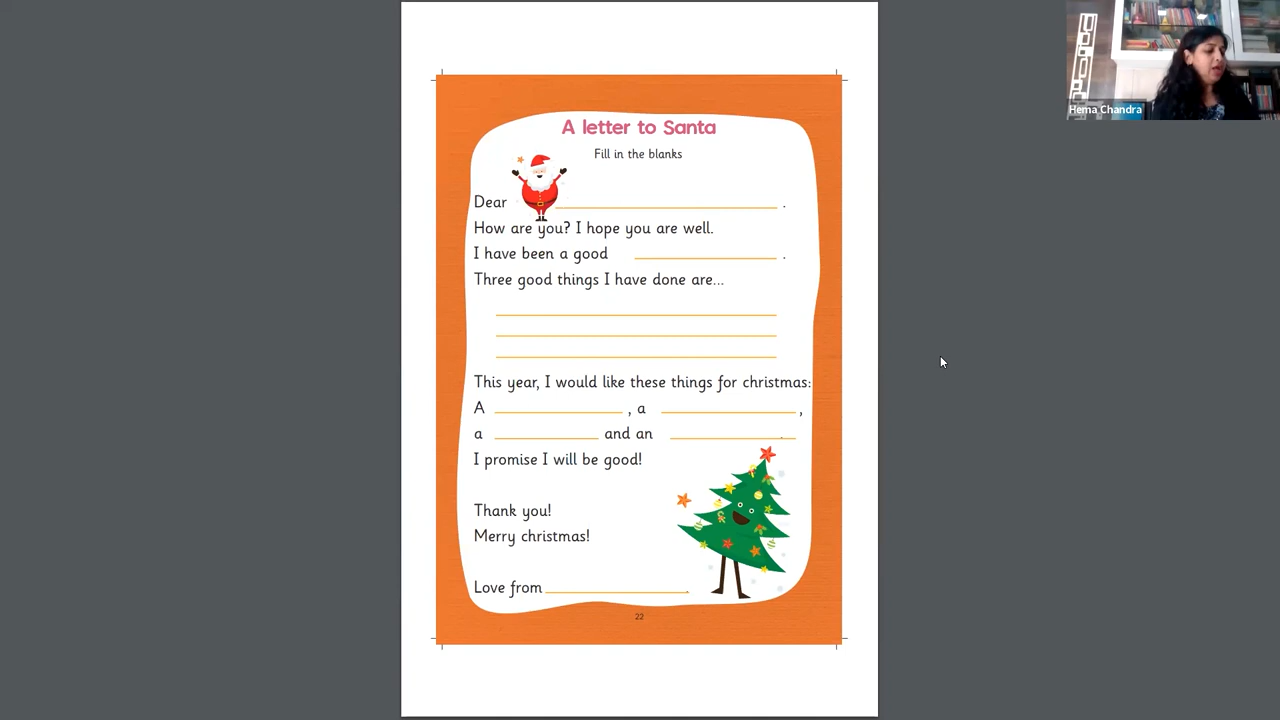 A letter to Santa
Fill in the blanks
Dear .
How are you? I hope you are well.
I have been a good .
Three good things I have done are...
This year, I would like these things for christmas:
A , a ,
a and an .
I promise I will be good!
Thank you!
Merry christmas!
Love from .
22
Hema Chandra